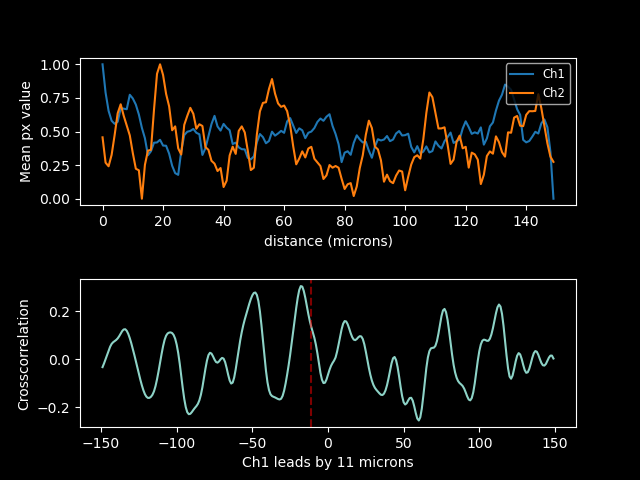 1.00
0.75
0.50
0.25
0.00
Mean px value
Ch1
Ch2
0 20 40 60 80 100 120 140
distance (microns)
0.2
0.0
−0.2
Crosscorrelation
−150 −100 −50 0 50 100 150
Ch1 leads by 11 microns